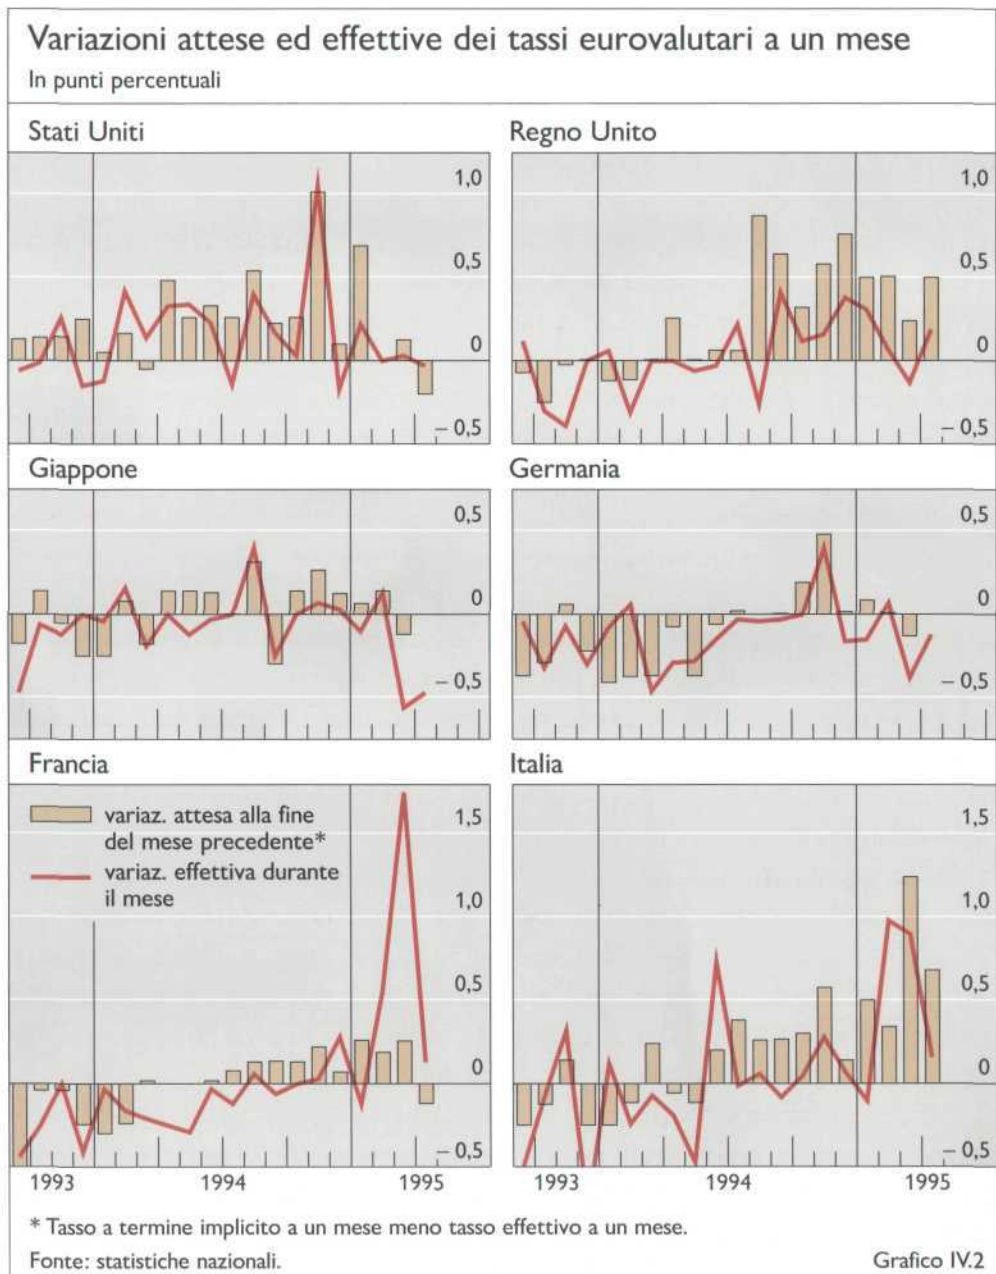 Variazioni attese ed effettive dei tassi eurovalutari a un mese
In punti percentuali
Stati Uniti
1,0
0,5
0
– 0,5
Regno Unito
1,0
0,5
0
– 0,5
Giappone
0,5
0
– 0,5
Germania
0,5
0
– 0,5
Francia
variaz. attesa alla fine
del mese precedente*
variaz. effettiva durante
il mese
1,5
1,0
0,5
0
– 0,5
1993 1994 1995
Italia
1,5
1,0
0,5
0
– 0,5
1993 1994 1995
* Tasso a termine implicito a un mese meno tasso effettivo a un mese.
Fonte: statistiche nazionali.
Grafico IV.2